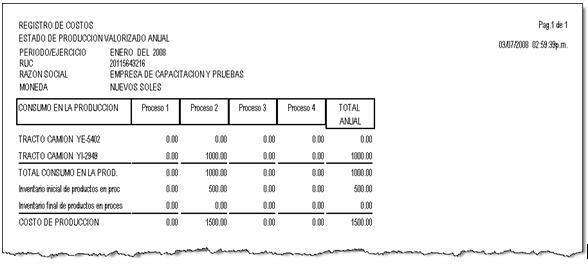 REGISTRO DE COSTOS Pag.1 de 1
ESTADO DE PRODUCCION VALORIZADO ANUAL
03/07/2008 02:59:39p.m.
PERIODO/EJERCICIO ENERO DEL 2008
RUC 20115643216
RAZON SOCIAL EMPRESA DE CAPACITACION Y PRUEBAS
MONEDA NUEVOS SOLES
CONSUMO EN LA PRODUCCION Proceso 1 Proceso 2 Proceso 3 Proceso 4 TOTAL
ANUAL
TRACTO CAMION YE-5402 0.00 0.00 0.00 0.00 0.00
TRACTO CAMION YI-2949 0.00 1000.00 0.00 0.00 1000.00
TOTAL CONSUMO EN LA PROD. 0.00 1000.00 0.00 0.00 1000.00
Inventario inicial de productos en proc 0.00 500.00 0.00 0.00 500.00
Inventario final de productos en proces 0.00 0.00 0.00 0.00 0.00
COSTO DE PRODUCCION 0.00 1500.00 0.00 0.00 1500.00